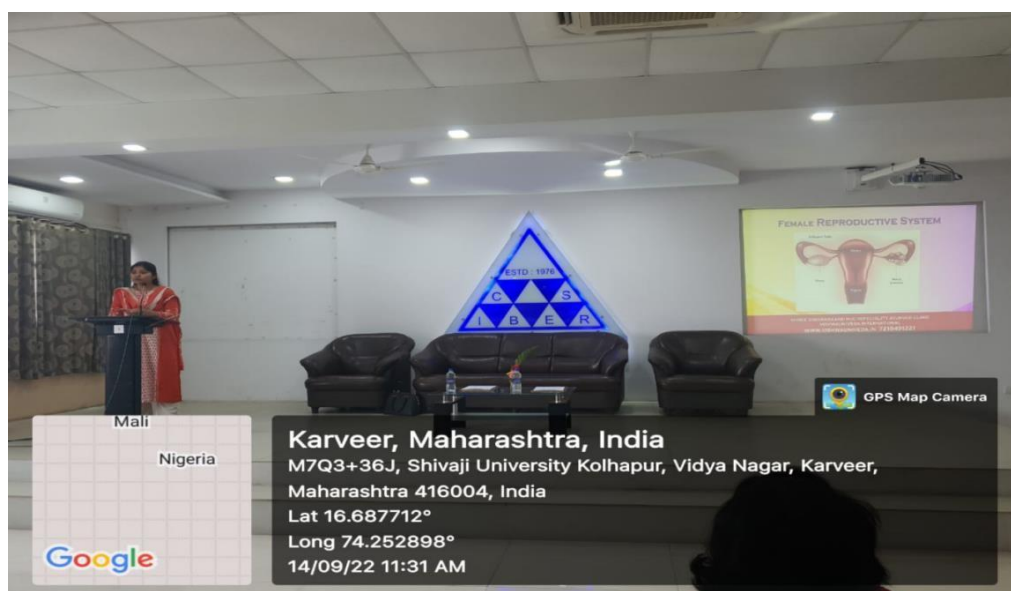 FEMALE REPRODUCTIVE SYSTEM
ESTD : 1976
C S
I B E R
GPS Map Camera
Mali
Nigeria
Google
Karveer, Maharashtra, India
M7Q3+36J, Shivaji University Kolhapur, Vidya Nagar, Karveer,
Maharashtra 416004, India
Lat 16.687712°
Long 74.252898°
14/09/22 11:31 AM